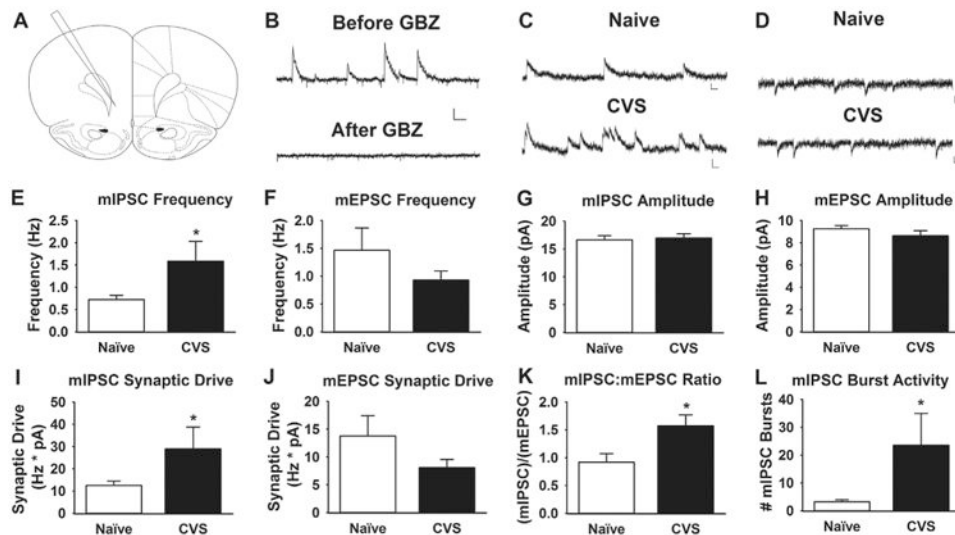 A
B
Before GBZ
After GBZ
C
Naive
CVS
D
Naive
CVS
E mIPSC Frequency
Frequency (Hz)
2.5
2.0
1.5
1.0
0.5
0.0
*
Naïve CVS
F mEPSC Frequency
Frequency (Hz)
2.0
1.5
1.0
0.5
0.0
Naïve CVS
G mIPSC Amplitude
Amplitude (pA)
20
15
10
5
0
Naïve CVS
H mEPSC Amplitude
Amplitude (pA)
10
8
6
4
2
0
Naïve CVS
I mIPSC Synaptic Drive
Synaptic Drive
(Hz * pA)
50
40
30
20
10
0
*
Naïve CVS
J mEPSC Synaptic Drive
Synaptic Drive
(Hz * pA)
20
15
10
5
0
Naïve CVS
K mIPSC:mEPSC Ratio
(mIPSC)/(mEPSC)
2.0
1.5
1.0
0.5
0.0
*
Naïve CVS
L mIPSC Burst Activity
# mIPSC Bursts
40
30
20
10
0
*
Naïve CVS